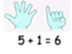 5 + 1 = 6